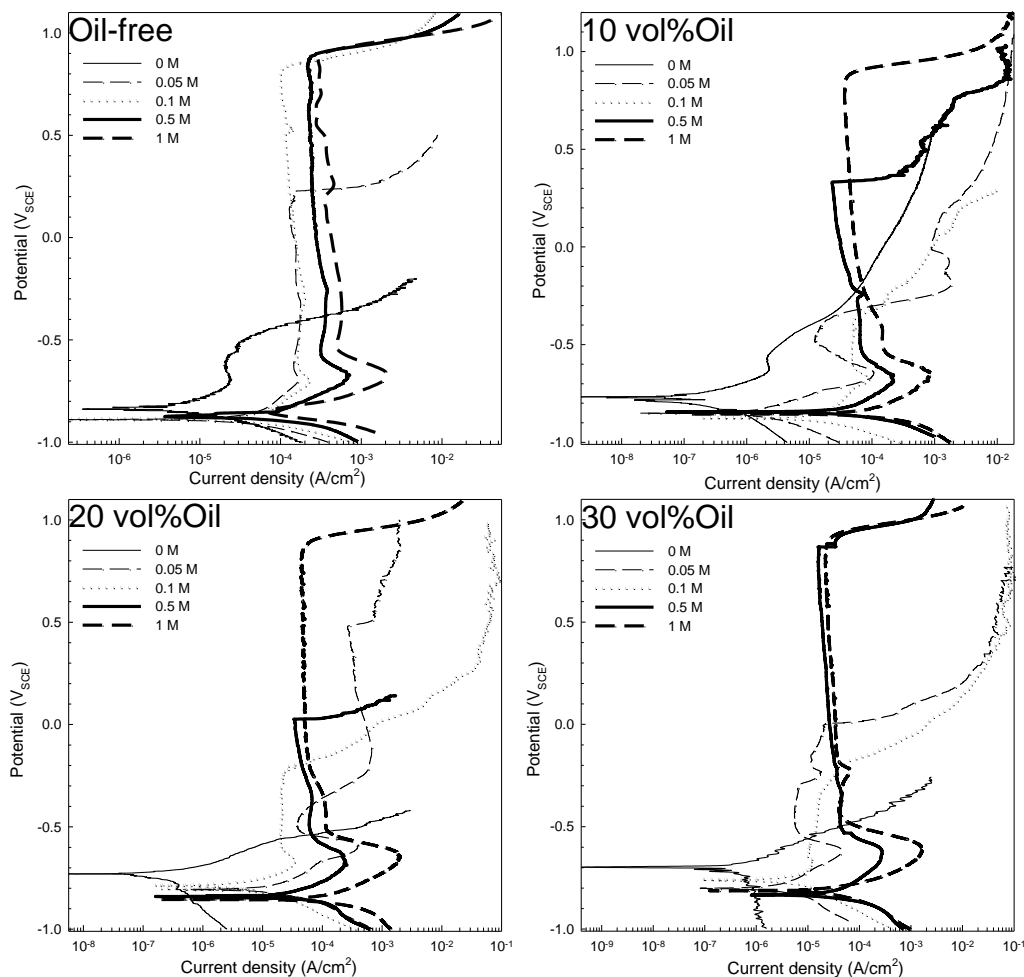 Oil-free
0 M
0.05 M
0.1 M
0.5 M
1 M
1.0
0.5
0.0
-0.5
-1.0
Potential (V_SCE)
10⁻⁶ 10⁻⁵ 10⁻⁴ 10⁻³ 10⁻²
Current density (A/cm²)
10 vol%Oil
0 M
0.05 M
0.1 M
0.5 M
1 M
1.0
0.5
0.0
-0.5
-1.0
Potential (V_SCE)
10⁻⁸ 10⁻⁷ 10⁻⁶ 10⁻⁵ 10⁻⁴ 10⁻³ 10⁻²
Current density (A/cm²)
20 vol%Oil
0 M
0.05 M
0.1 M
0.5 M
1 M
1.0
0.5
0.0
-0.5
-1.0
Potential (V_SCE)
10⁻⁸ 10⁻⁷ 10⁻⁶ 10⁻⁵ 10⁻⁴ 10⁻³ 10⁻² 10⁻¹
Current density (A/cm²)
30 vol%Oil
0 M
0.05 M
0.1 M
0.5 M
1 M
1.0
0.5
0.0
-0.5
-1.0
Potential (V_SCE)
10⁻⁹ 10⁻⁸ 10⁻⁷ 10⁻⁶ 10⁻⁵ 10⁻⁴ 10⁻³ 10⁻² 10⁻¹
Current density (A/cm²)